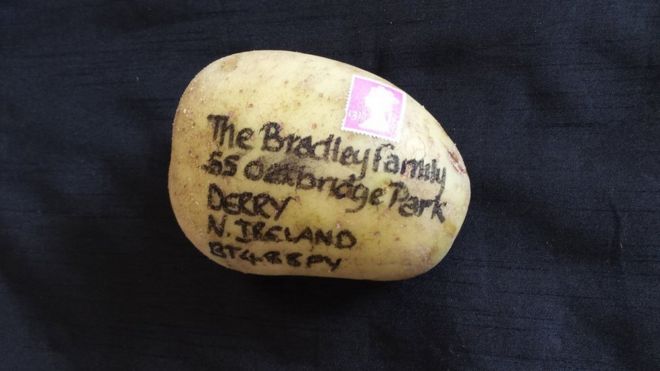 The Bradley Family
55 Oakbridge Park
DERRY
N. IRELAND
BT48 8PY